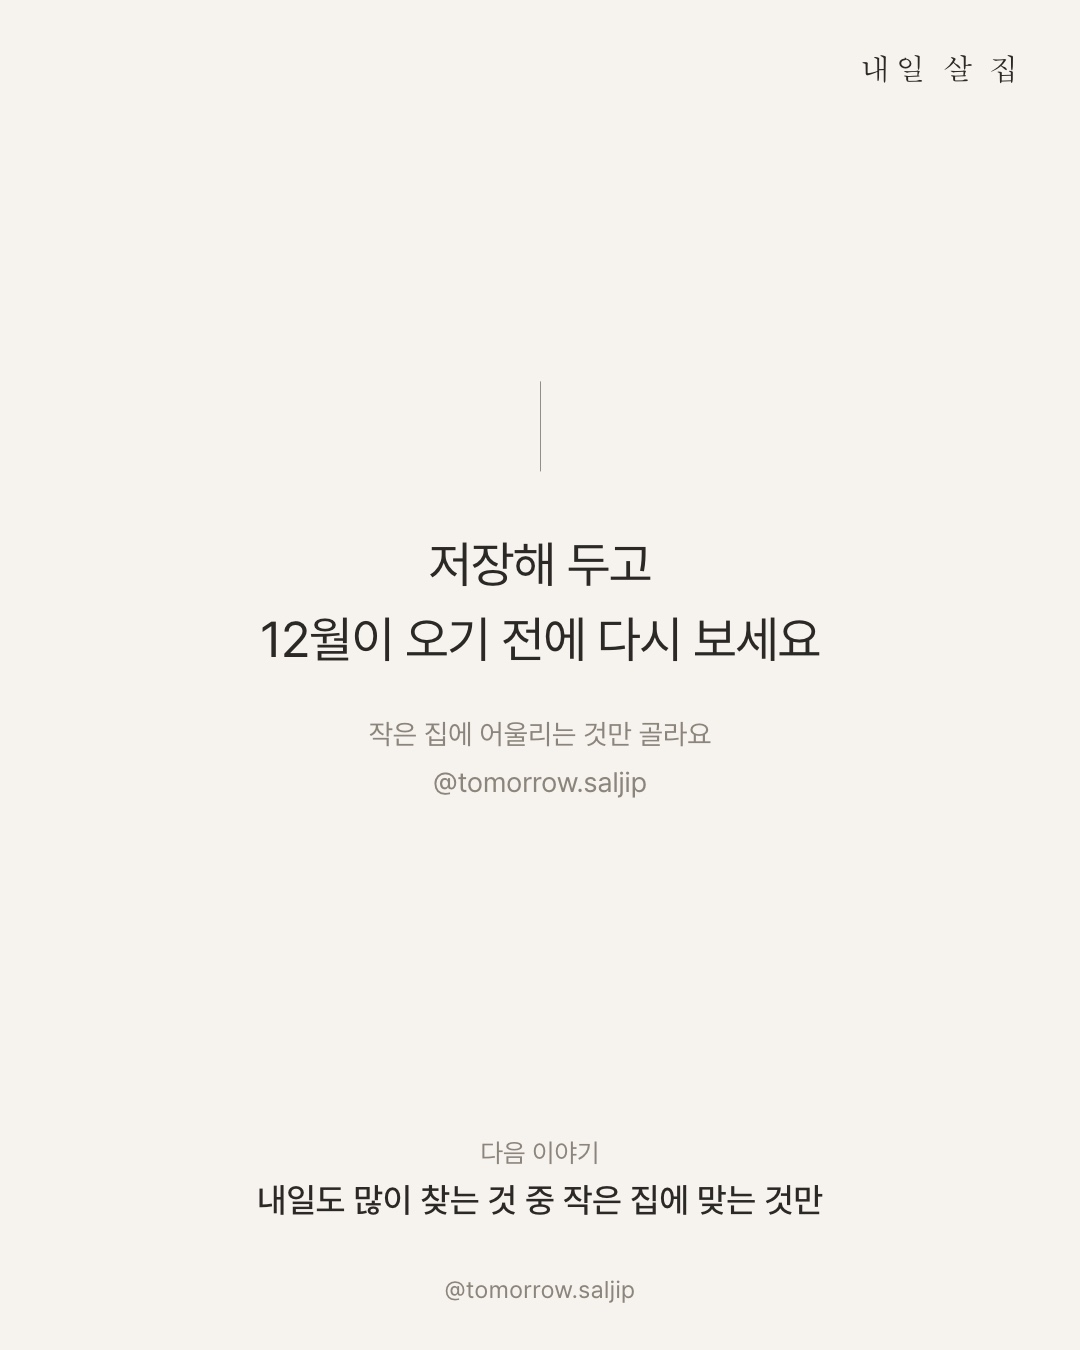 내일 살 집
저장해 두고
12월이 오기 전에 다시 보세요
작은 집에 어울리는 것만 골라요
@tomorrow.saljip
다음 이야기
내일도 많이 찾는 것 중 작은 집에 맞는 것만
@tomorrow.saljip